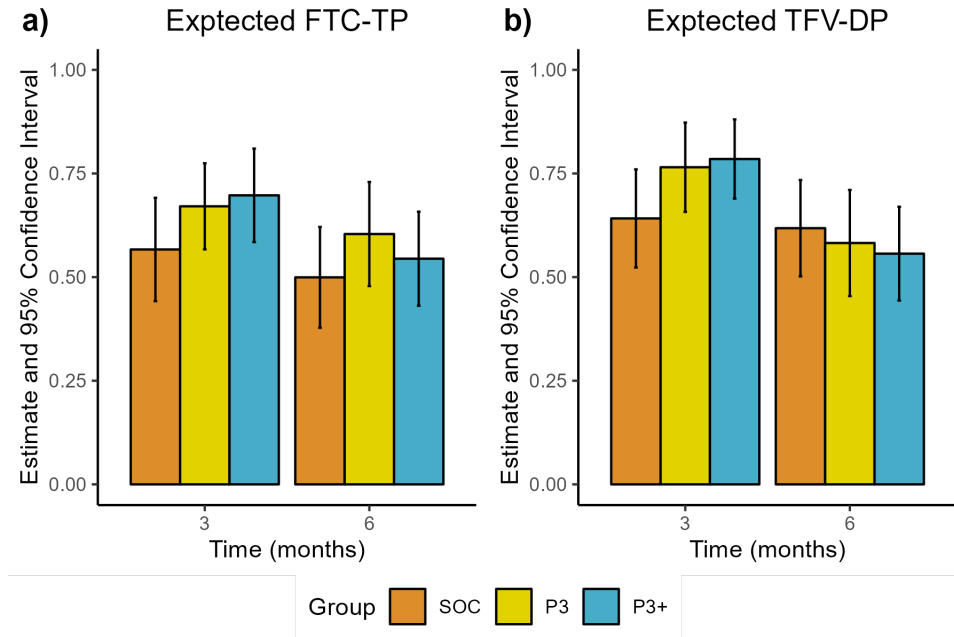 a)
Exptected FTC-TP
Estimate and 95% Confidence Interval
1.00
0.75
0.50
0.25
0.00
3
6
Time (months)
b)
Exptected TFV-DP
Estimate and 95% Confidence Interval
1.00
0.75
0.50
0.25
0.00
3
6
Time (months)
Group SOC P3 P3+